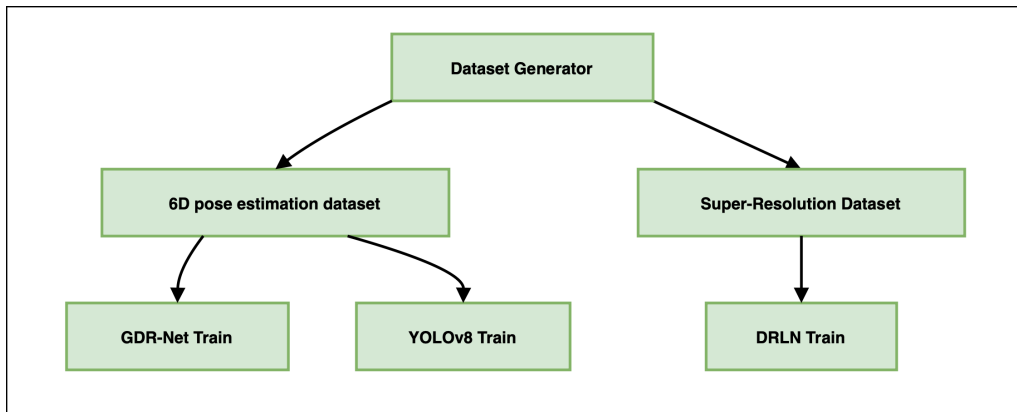 Dataset Generator
6D pose estimation dataset
Super-Resolution Dataset
GDR-Net Train
YOLOv8 Train
DRLN Train